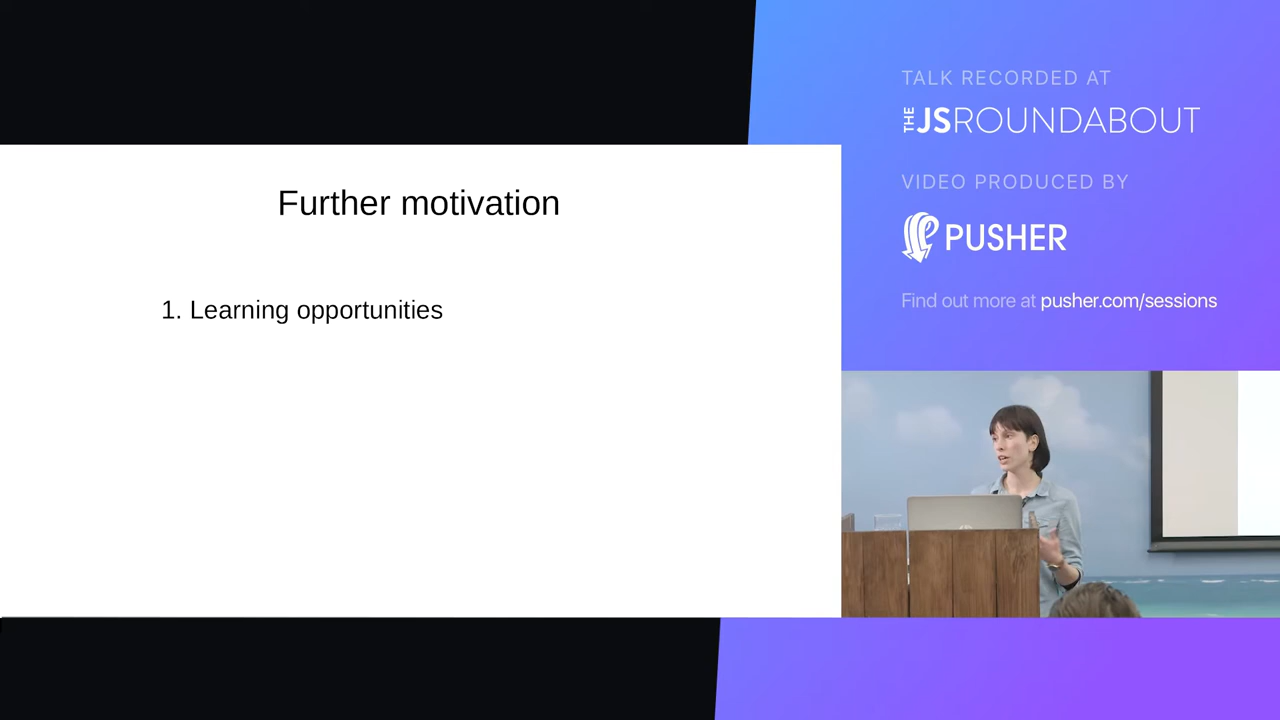 Further motivation
1. Learning opportunities
TALK RECORDED AT
THE JSROUNDABOUT
VIDEO PRODUCED BY
PUSHER
Find out more at pusher.com/sessions